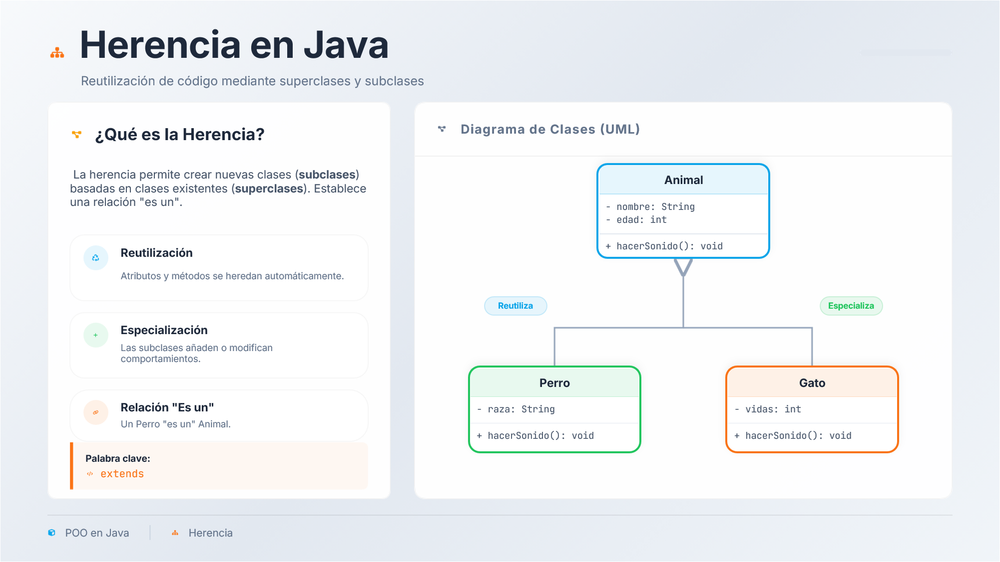 Herencia en Java
Reutilización de código mediante superclases y subclases
¿Qué es la Herencia?
La herencia permite crear nuevas clases (subclases)
basadas en clases existentes (superclases). Establece
una relación "es un".
Reutilización
Atributos y métodos se heredan automáticamente.
Especialización
Las subclases añaden o modifican
comportamientos.
Relación "Es un"
Un Perro "es un" Animal.
Palabra clave:
</> extends
Diagrama de Clases (UML)
Animal
- nombre: String
- edad: int
+ hacerSonido(): void
Reutiliza
Especializa
Perro
- raza: String
+ hacerSonido(): void
Gato
- vidas: int
+ hacerSonido(): void
POO en Java
Herencia